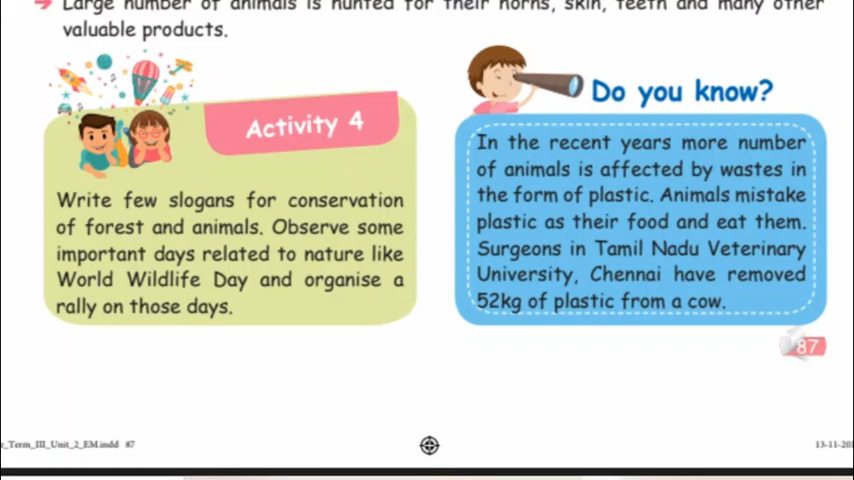 ➔ Large number of animals is hunted for their horns, skin, teeth and many other
valuable products.
Activity 4
Write few slogans for conservation
of forest and animals. Observe some
important days related to nature like
World Wildlife Day and organise a
rally on those days.
Do you know?
In the recent years more number
of animals is affected by wastes in
the form of plastic. Animals mistake
plastic as their food and eat them.
Surgeons in Tamil Nadu Veterinary
University, Chennai have removed
52kg of plastic from a cow.
87
_Term_III_Unit_2_EM.indd 87
13-11-201